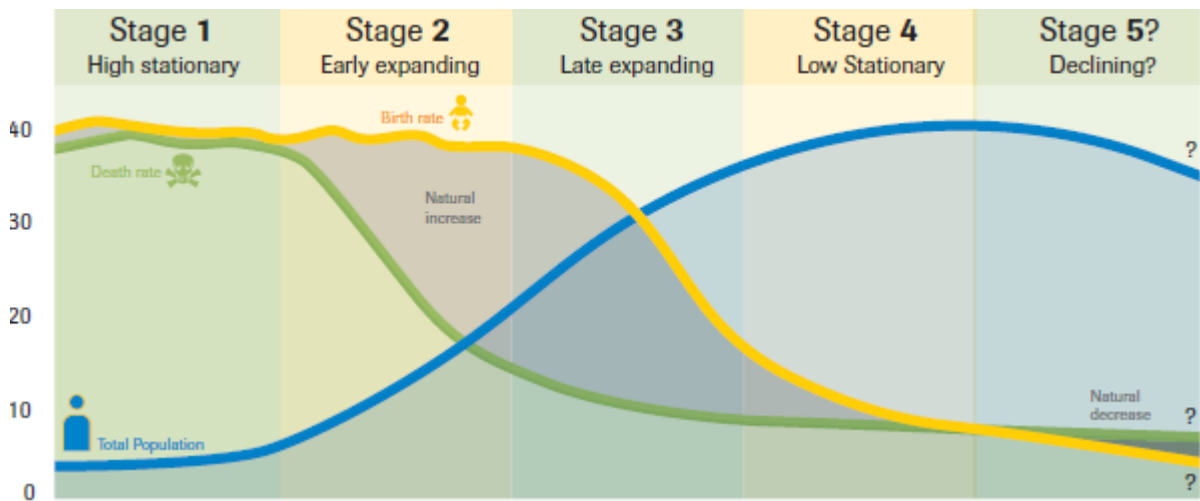 Stage 1
High stationary
Stage 2
Early expanding
Stage 3
Late expanding
Stage 4
Low Stationary
Stage 5?
Declining?
40
30
20
10
0
Birth rate
Death rate
Natural
increase
Total Population
Natural
decrease
?
?
?